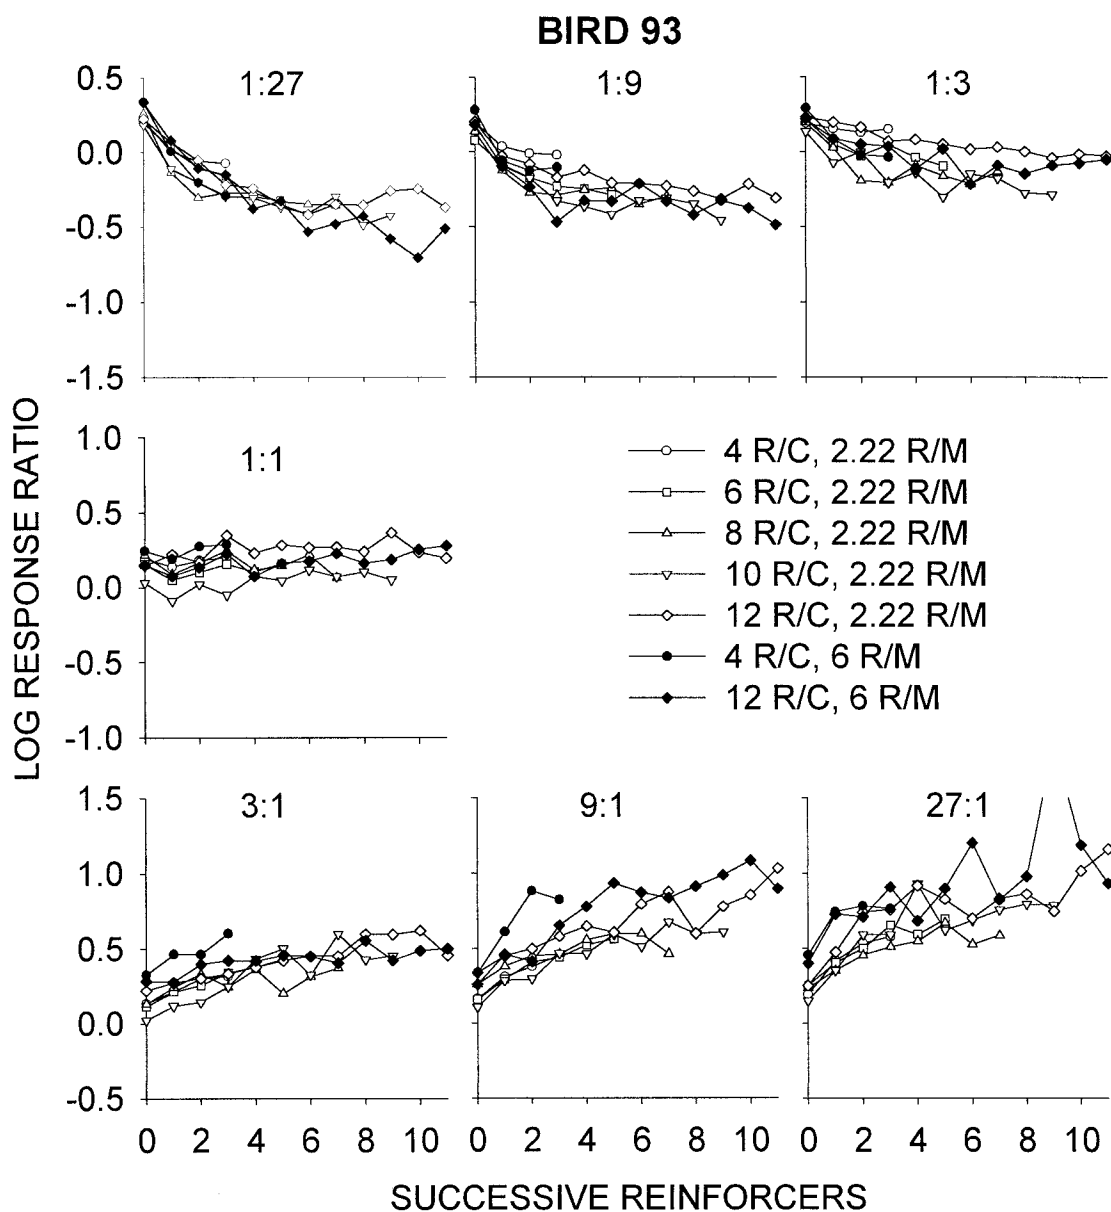 BIRD 93
1:27
1:9
1:3
0.5
0.0
-0.5
-1.0
-1.5
1:1
1.0
0.5
0.0
-0.5
-1.0
4 R/C, 2.22 R/M
6 R/C, 2.22 R/M
8 R/C, 2.22 R/M
10 R/C, 2.22 R/M
12 R/C, 2.22 R/M
4 R/C, 6 R/M
12 R/C, 6 R/M
LOG RESPONSE RATIO
3:1
9:1
27:1
1.5
1.0
0.5
0.0
-0.5
0 2 4 6 8 10
0 2 4 6 8 10
0 2 4 6 8 10
SUCCESSIVE REINFORCERS